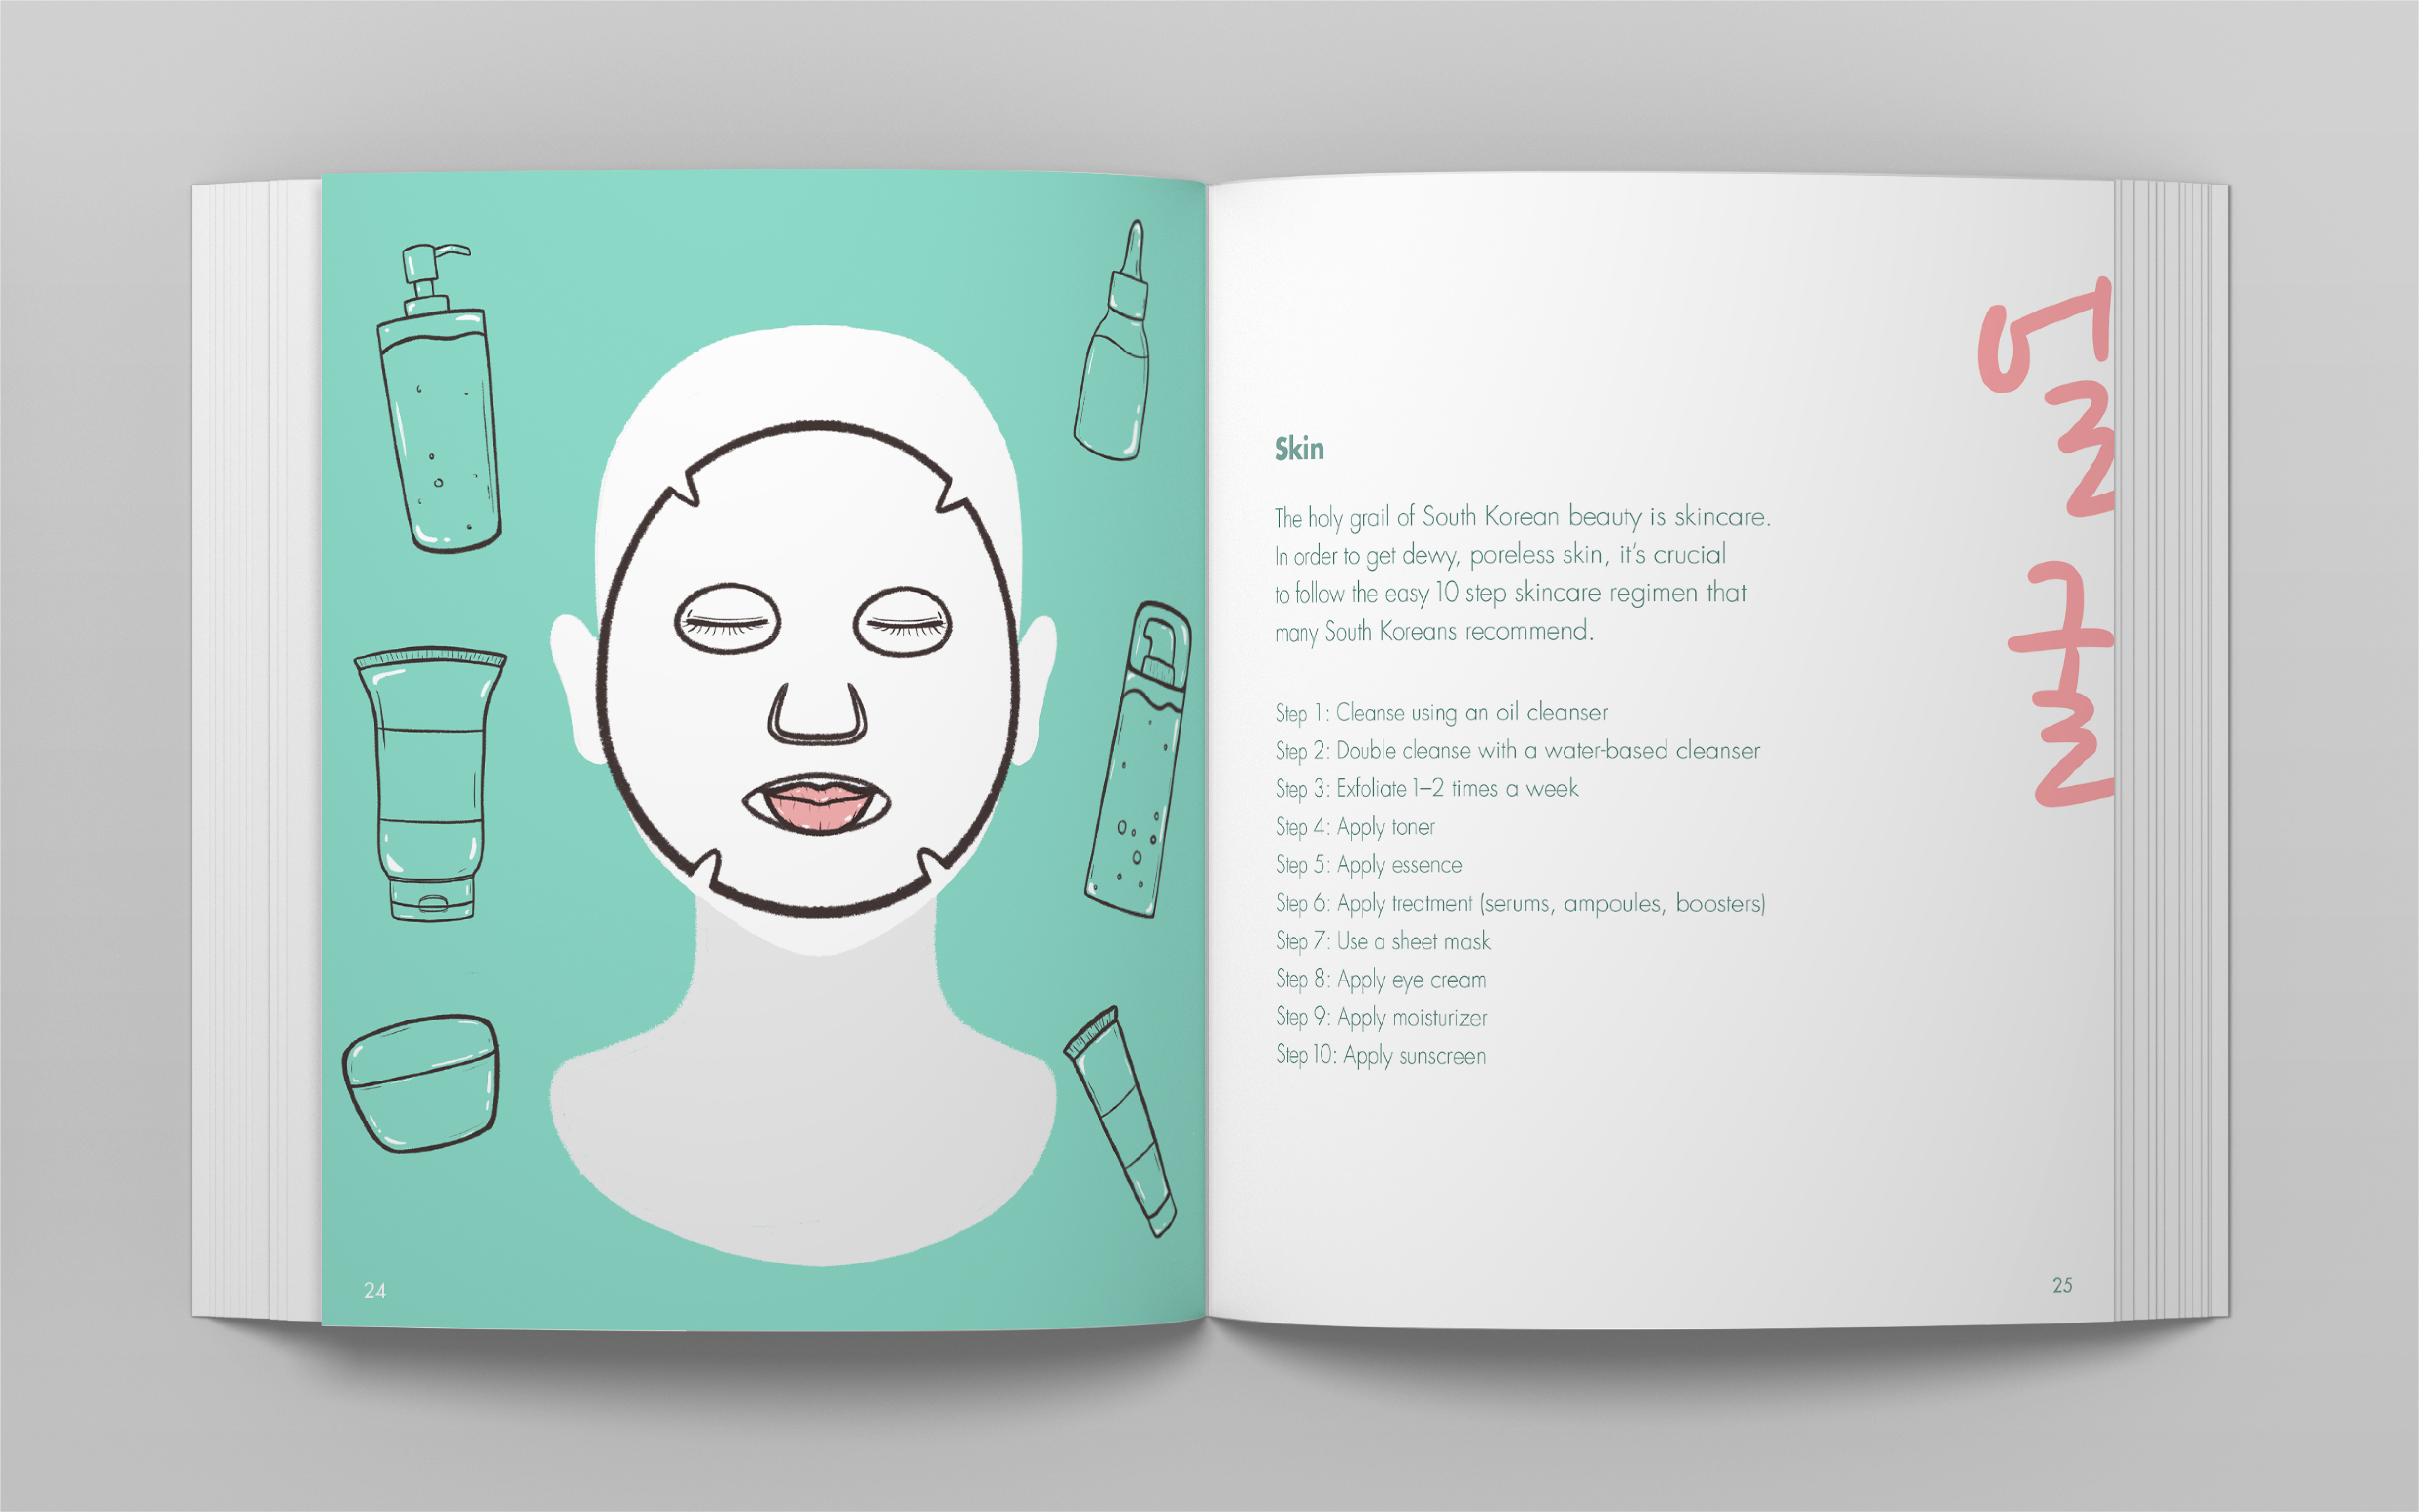 24
Skin
The holy grail of South Korean beauty is skincare.
In order to get dewy, poreless skin, it's crucial
to follow the easy 10 step skincare regimen that
many South Koreans recommend.
Step 1: Cleanse using an oil cleanser
Step 2: Double cleanse with a water-based cleanser
Step 3: Exfoliate 1–2 times a week
Step 4: Apply toner
Step 5: Apply essence
Step 6: Apply treatment (serums, ampoules, boosters)
Step 7: Use a sheet mask
Step 8: Apply eye cream
Step 9: Apply moisturizer
Step 10: Apply sunscreen
얼
굴
25